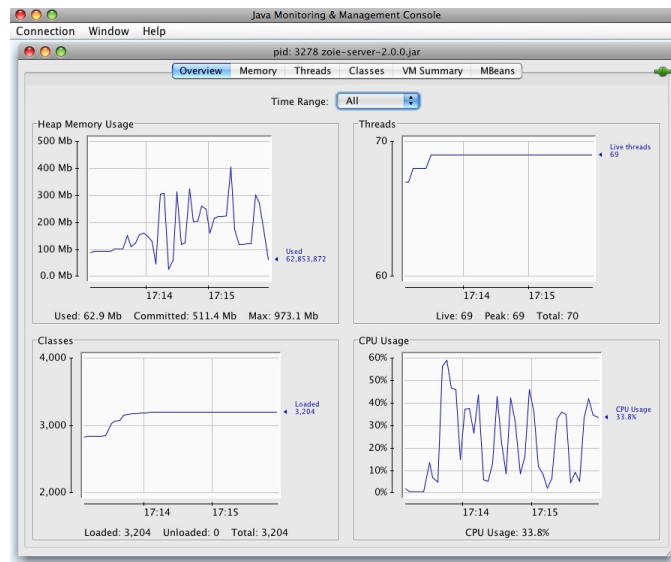 Java Monitoring & Management Console
Connection Window Help
pid: 3278 zoie-server-2.0.0.jar
Overview Memory Threads Classes VM Summary MBeans
Time Range: All
Heap Memory Usage
500 Mb
400 Mb
300 Mb
200 Mb
100 Mb
0.0 Mb
Used
62,853,872
17:14 17:15
Used: 62.9 Mb Committed: 511.4 Mb Max: 973.1 Mb
Threads
70
60
Live threads
69
17:14 17:15
Live: 69 Peak: 69 Total: 70
Classes
4,000
3,000
2,000
Loaded
3,204
17:14 17:15
Loaded: 3,204 Unloaded: 0 Total: 3,204
CPU Usage
60%
50%
40%
30%
20%
10%
0%
CPU Usage
33.8%
17:14 17:15
CPU Usage: 33.8%